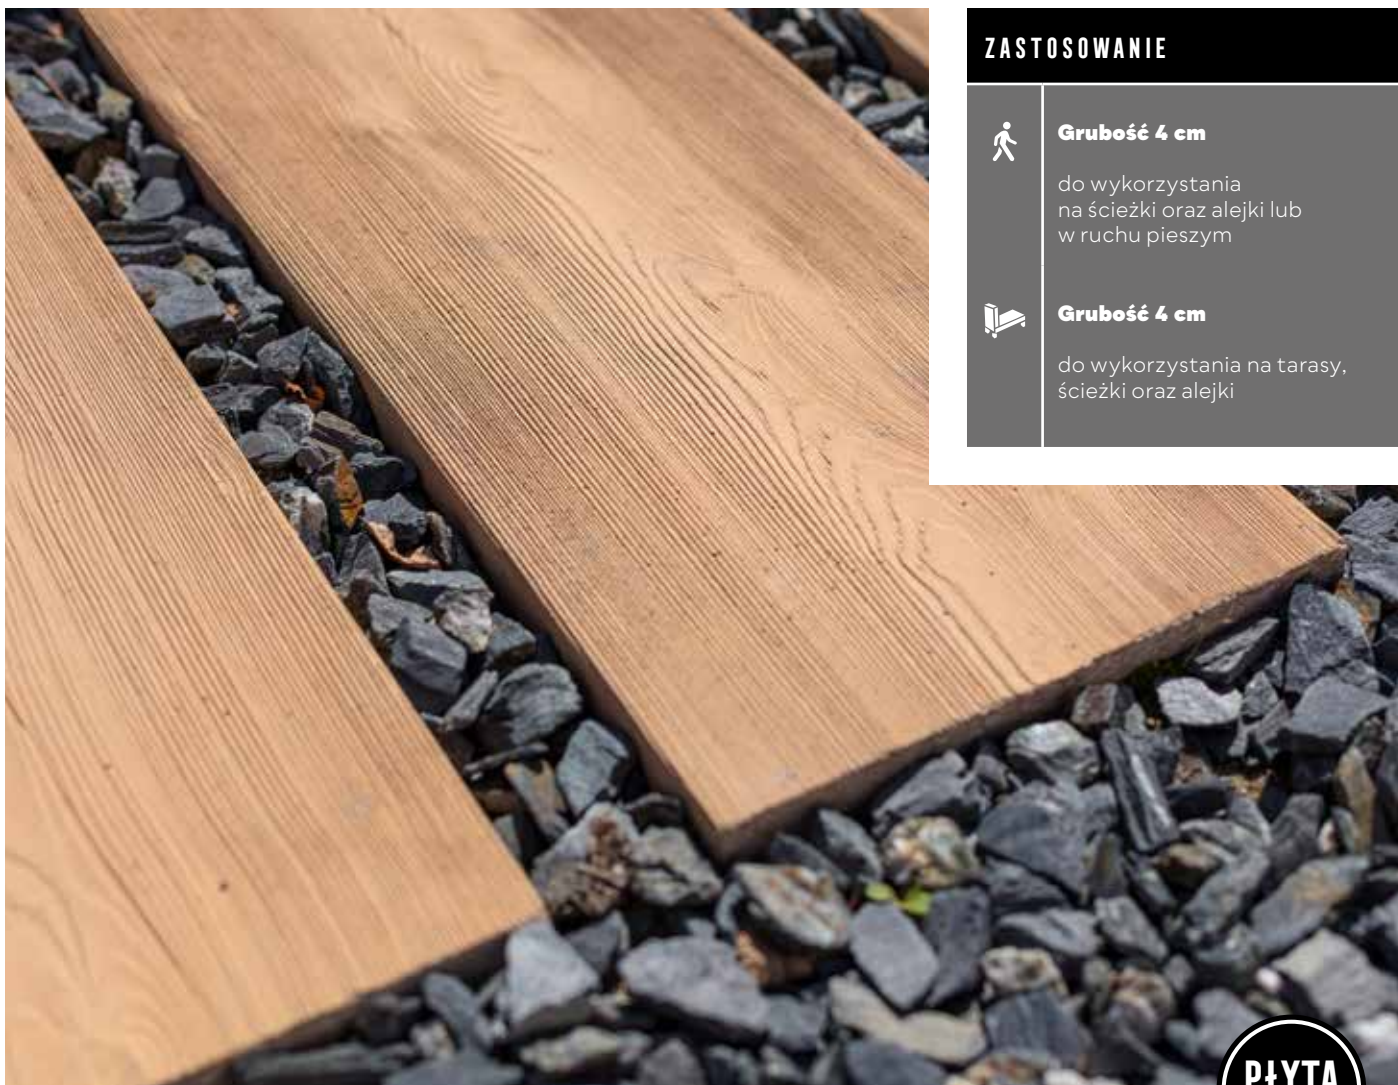 ZASTOSOWANIE
Grubość 4 cm
do wykorzystania
na ścieżki oraz alejki lub
w ruchu pieszym
Grubość 4 cm
do wykorzystania na tarasy,
ścieżki oraz alejki
PŁYTA